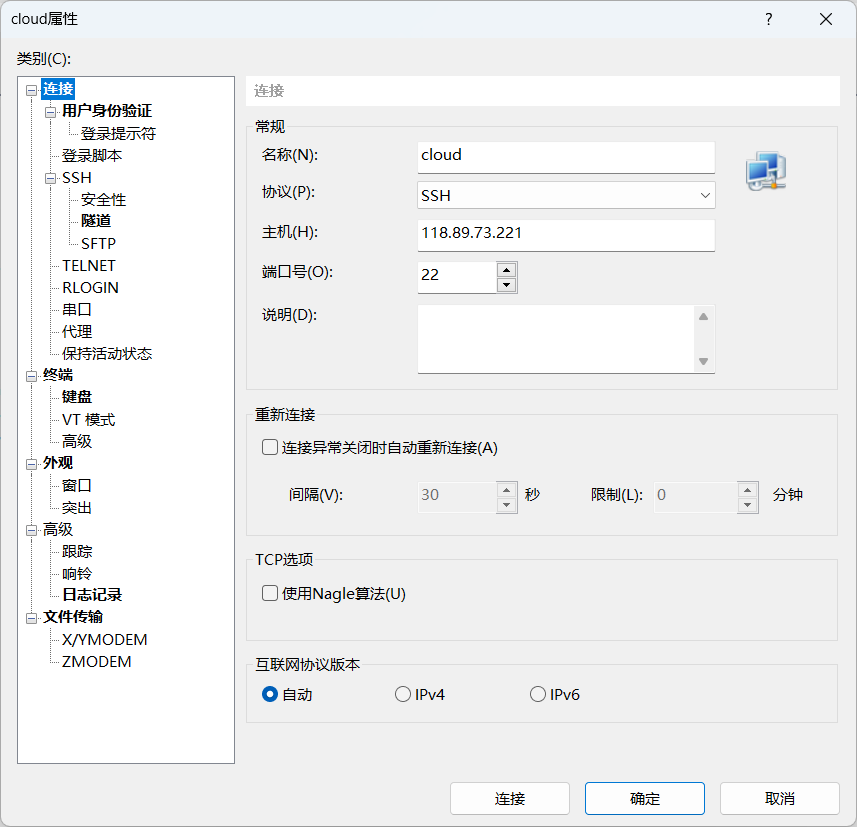 cloud属性
?
类别(C):
连接
用户身份验证
登录提示符
登录脚本
SSH
安全性
隧道
SFTP
TELNET
RLOGIN
串口
代理
保持活动状态
终端
键盘
VT 模式
高级
外观
窗口
突出
高级
跟踪
响铃
日志记录
文件传输
X/YMODEM
ZMODEM
连接
常规
名称(N): cloud
协议(P): SSH
主机(H): 118.89.73.221
端口号(O): 22
说明(D):
重新连接
连接异常关闭时自动重新连接(A)
间隔(V): 30 秒 限制(L): 0 分钟
TCP选项
使用Nagle算法(U)
互联网协议版本
自动 IPv4 IPv6
连接 确定 取消